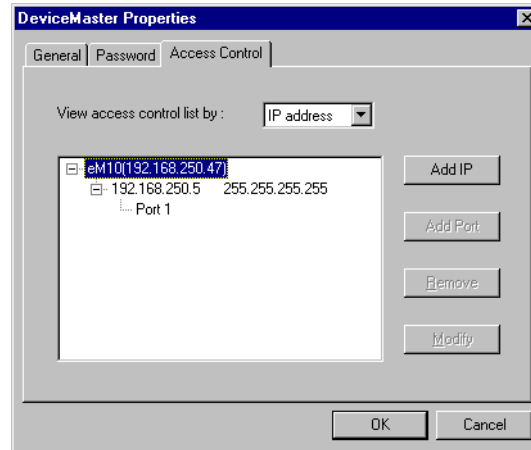 DeviceMaster Properties
General Password Access Control
View access control list by : IP address
eM10(192.168.250.47)
Add IP
192.168.250.5 255.255.255.255
Port 1
Add Port
Remove
Modify
OK Cancel